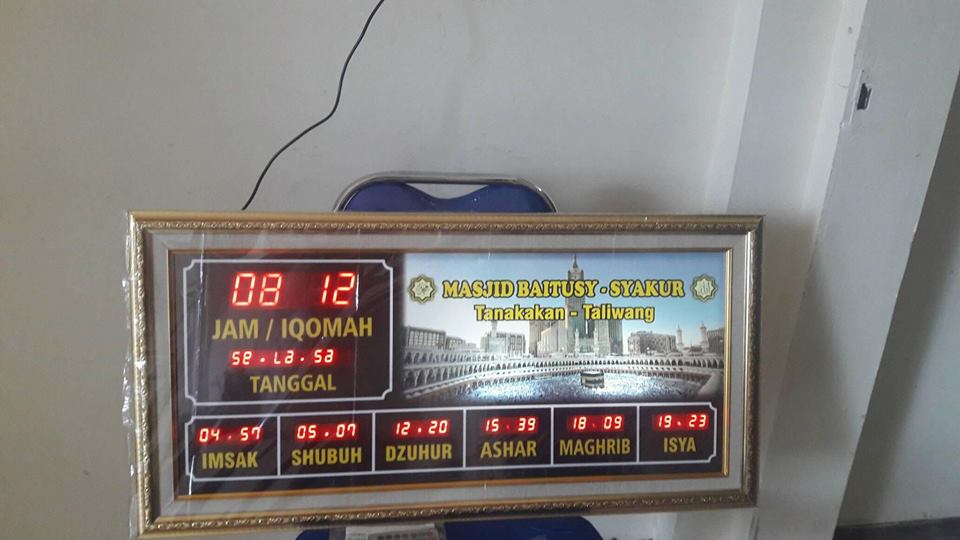 MASJID BAITUSY - SYAKUR
Tanakakan - Taliwang
08 12
JAM / IQOMAH
SE.LA.SA
TANGGAL
04.57
IMSAK
05.07
SHUBUH
12.20
DZUHUR
15.39
ASHAR
18.09
MAGHRIB
19.23
ISYA